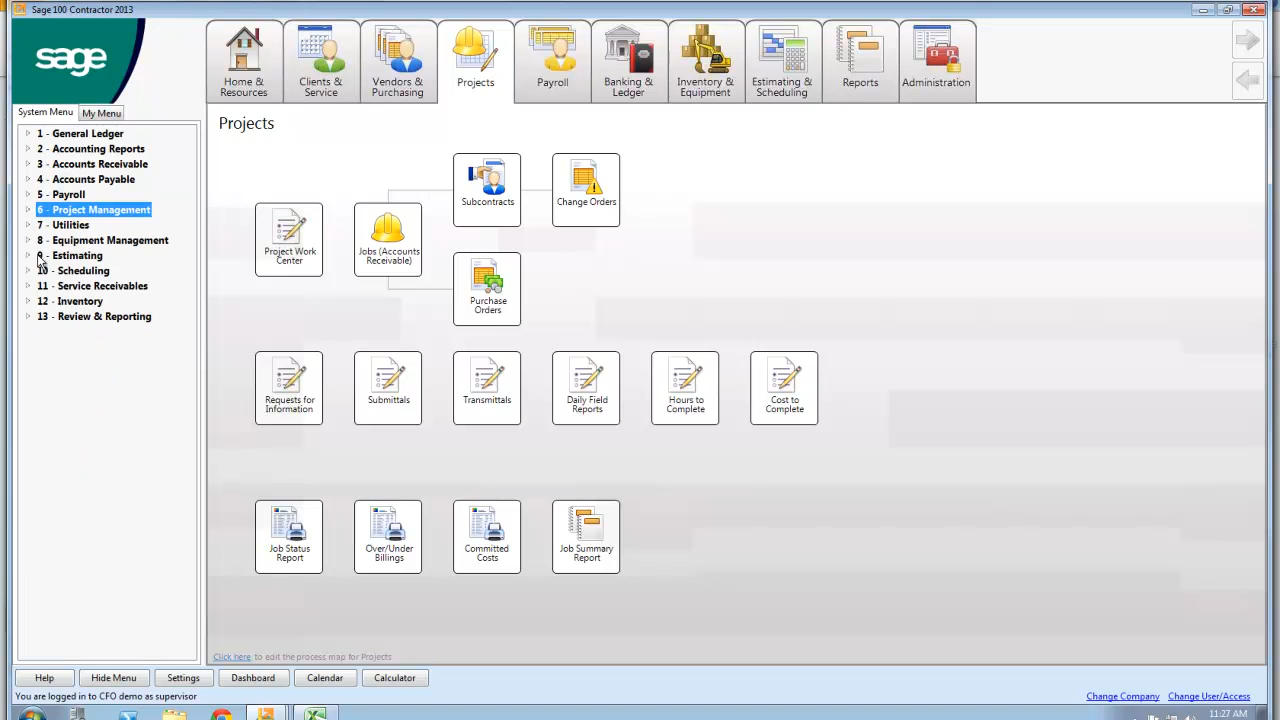 Sage 100 Contractor 2013
sage
Home &
Resources
Clients &
Service
Vendors &
Purchasing
Projects
Payroll
Banking &
Ledger
Inventory &
Equipment
Estimating &
Scheduling
Reports
Administration
System Menu
My Menu
1 - General Ledger
2 - Accounting Reports
3 - Accounts Receivable
4 - Accounts Payable
5 - Payroll
6 - Project Management
7 - Utilities
8 - Equipment Management
9 - Estimating
10 - Scheduling
11 - Service Receivables
12 - Inventory
13 - Review & Reporting
Projects
Subcontracts
Change Orders
Project Work
Center
Jobs (Accounts
Receivable)
Purchase
Orders
Requests for
Information
Submittals
Transmittals
Daily Field
Reports
Hours to
Complete
Cost to
Complete
Job Status
Report
Over/Under
Billings
Committed
Costs
Job Summary
Report
Click here to edit the process map for Projects
Help
Hide Menu
Settings
Dashboard
Calendar
Calculator
You are logged in to CFO demo as supervisor
Change Company
Change User/Access
11:27 AM